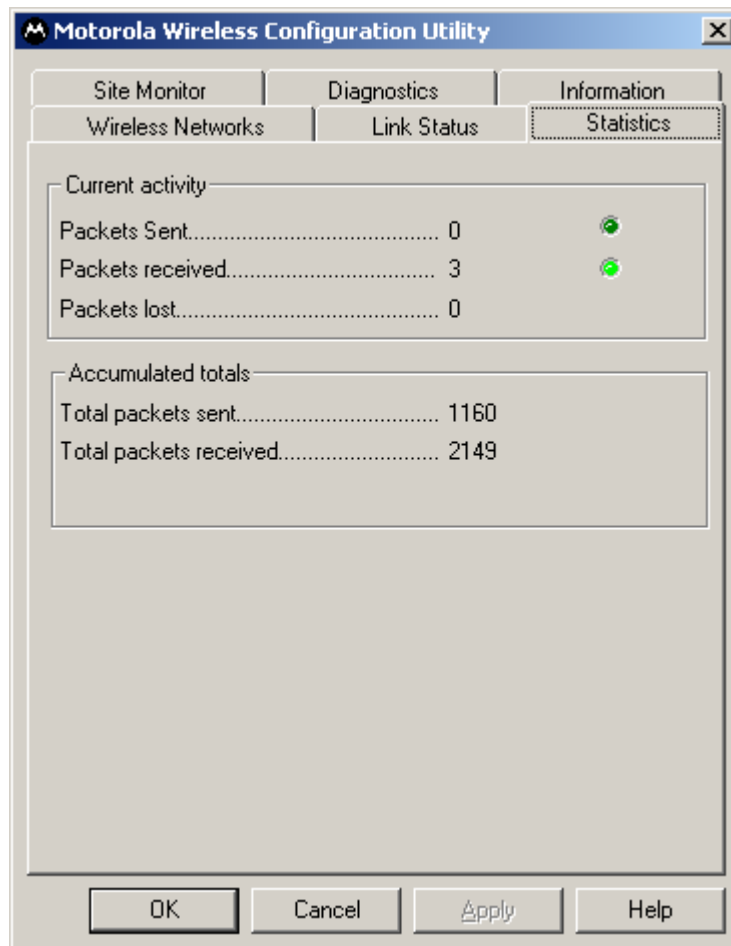 Motorola Wireless Configuration Utility
Site Monitor Diagnostics Information
Wireless Networks Link Status Statistics
Current activity
Packets Sent.......................................... 0
Packets received.................................... 3
Packets lost............................................ 0
Accumulated totals
Total packets sent.................................. 1160
Total packets received........................... 2149
OK Cancel Apply Help